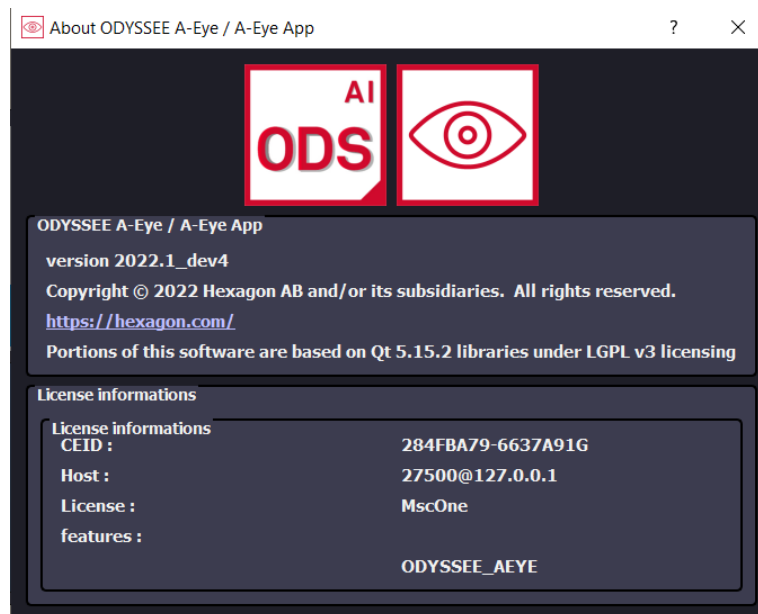 About ODYSSEE A-Eye / A-Eye App
?
AI
ODS
ODYSSEE A-Eye / A-Eye App
version 2022.1_dev4
Copyright © 2022 Hexagon AB and/or its subsidiaries. All rights reserved.
https://hexagon.com/
Portions of this software are based on Qt 5.15.2 libraries under LGPL v3 licensing
License informations
License informations
CEID : 284FBA79-6637A91G
Host : 27500@127.0.0.1
License : MscOne
features :
ODYSSEE_AEYE